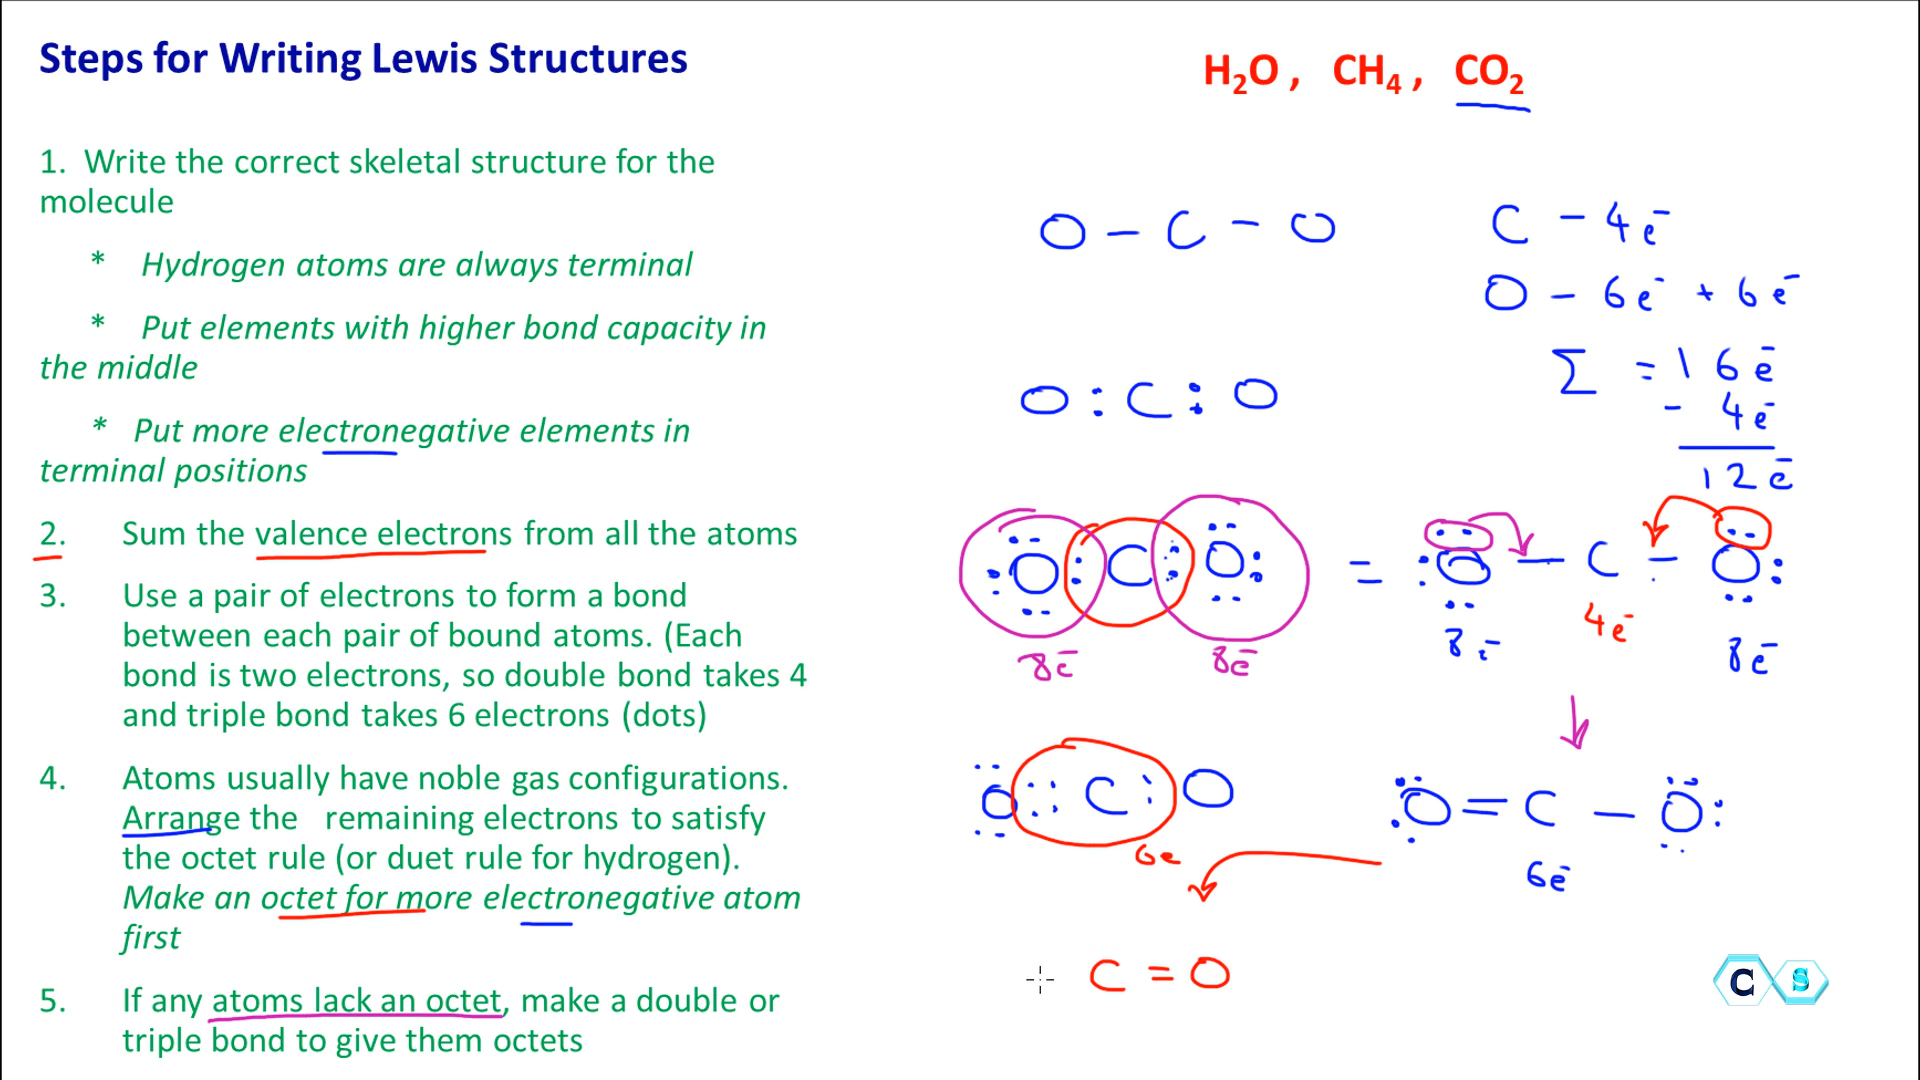 Steps for Writing Lewis Structures
H₂O , CH₄ , CO₂
1. Write the correct skeletal structure for the
molecule
* Hydrogen atoms are always terminal
* Put elements with higher bond capacity in
the middle
* Put more electronegative elements in
terminal positions
2. Sum the valence electrons from all the atoms
3. Use a pair of electrons to form a bond
between each pair of bound atoms. (Each
bond is two electrons, so double bond takes 4
and triple bond takes 6 electrons (dots)
4. Atoms usually have noble gas configurations.
Arrange the remaining electrons to satisfy
the octet rule (or duet rule for hydrogen).
Make an octet for more electronegative atom
first
5. If any atoms lack an octet, make a double or
triple bond to give them octets
O – C – O
C – 4e⁻
O – 6e⁻ + 6e⁻
Σ = 16e⁻
- 4e⁻
12e⁻
O : C : O
O : C : O : = : O – C – O :
8e⁻ 8e⁻ 8e⁻ 4e⁻ 8e⁻
O :: C : O
6e
O = C – O :
6e⁻
C = O
C S